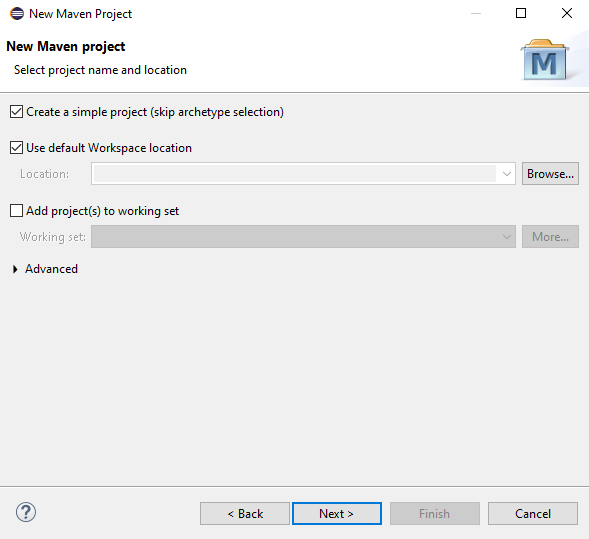 New Maven Project
New Maven project
Select project name and location
M
Create a simple project (skip archetype selection)
Use default Workspace location
Location:
Browse...
Add project(s) to working set
Working set:
More...
Advanced
?
< Back
Next >
Finish
Cancel